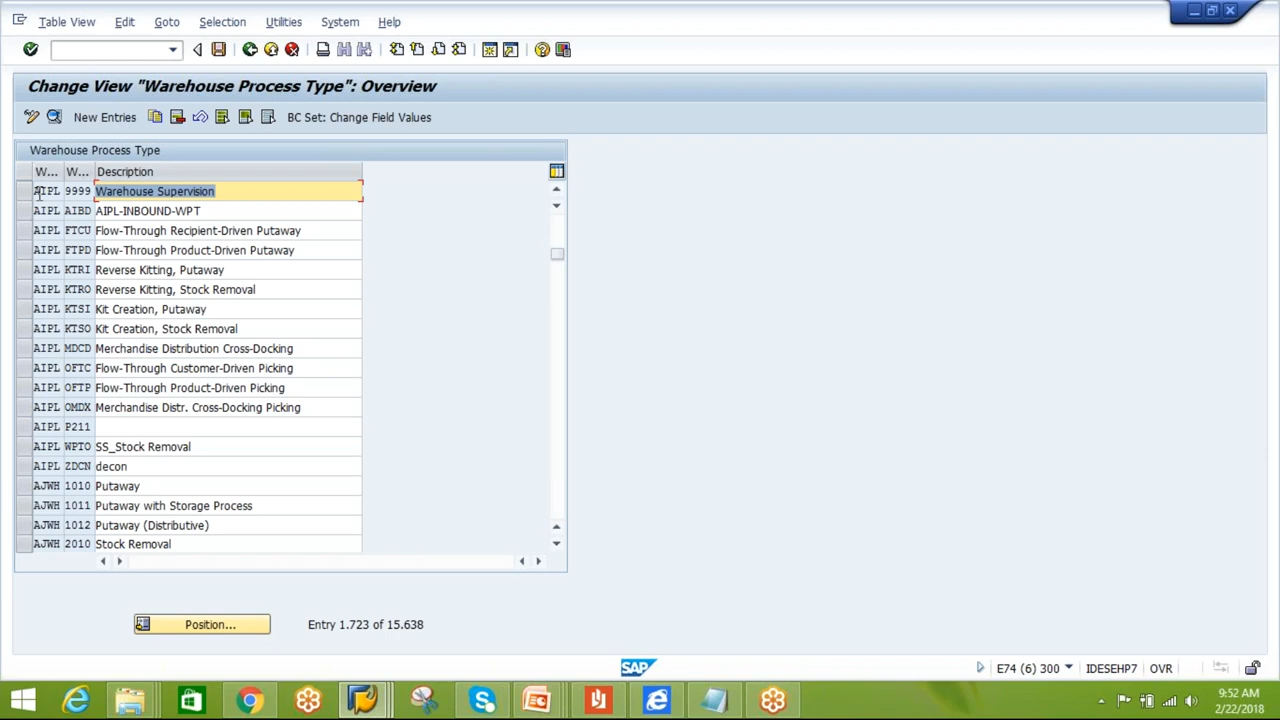 Table View Edit Goto Selection Utilities System Help
Change View "Warehouse Process Type": Overview
New Entries BC Set: Change Field Values
Warehouse Process Type
W... W... Description
AIPL 9999 Warehouse Supervision
AIPL AIBD AIPL-INBOUND-WPT
AIPL FTCU Flow-Through Recipient-Driven Putaway
AIPL FTPD Flow-Through Product-Driven Putaway
AIPL KTRI Reverse Kitting, Putaway
AIPL KTRO Reverse Kitting, Stock Removal
AIPL KTSI Kit Creation, Putaway
AIPL KTSO Kit Creation, Stock Removal
AIPL MDCD Merchandise Distribution Cross-Docking
AIPL OFTC Flow-Through Customer-Driven Picking
AIPL OFTP Flow-Through Product-Driven Picking
AIPL OMDX Merchandise Distr. Cross-Docking Picking
AIPL P211
AIPL WPTO SS_Stock Removal
AIPL ZDCN decon
AJWH 1010 Putaway
AJWH 1011 Putaway with Storage Process
AJWH 1012 Putaway (Distributive)
AJWH 2010 Stock Removal
Position... Entry 1.723 of 15.638
SAP E74 (6) 300 IDESEHP7 OVR
9:52 AM
2/22/2018